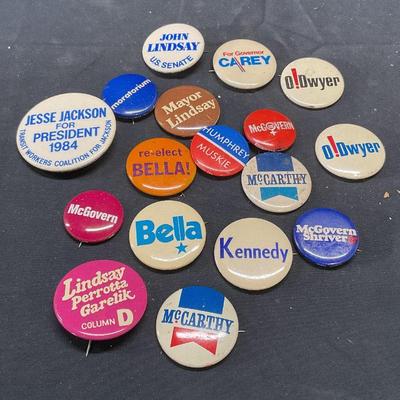 JOHN
LINDSAY
U.S. SENATE
For Governor
CAREY
O!Dwyer
moratorium
JESSE JACKSON
FOR
PRESIDENT
1984
TRANSIT WORKERS COALITION FOR JACKSON
Mayor
Lindsay
HUMPHREY
MUSKIE
McGOVERN
O!Dwyer
re-elect
BELLA!
McCARTHY
McGovern
Bella
Kennedy
McGovern
Shriver
Lindsay
Perrotta
Garelik
COLUMN D
McCARTHY